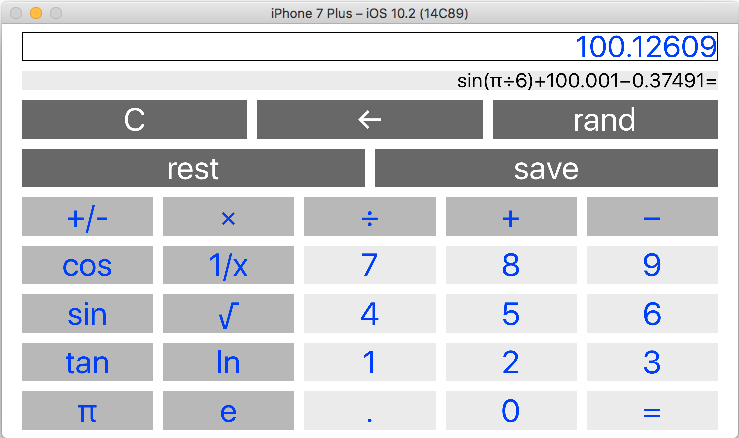 iPhone 7 Plus – iOS 10.2 (14C89)
100.12609
sin(π÷6)+100.001−0.37491=
C ← rand
rest save
+/- × ÷ + −
cos 1/x 7 8 9
sin √ 4 5 6
tan ln 1 2 3
π e . 0 =